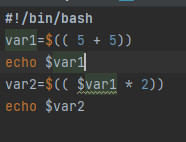 #!/bin/bash
var1=$(( 5 + 5))
echo $var1
var2=$(( $var1 * 2))
echo $var2